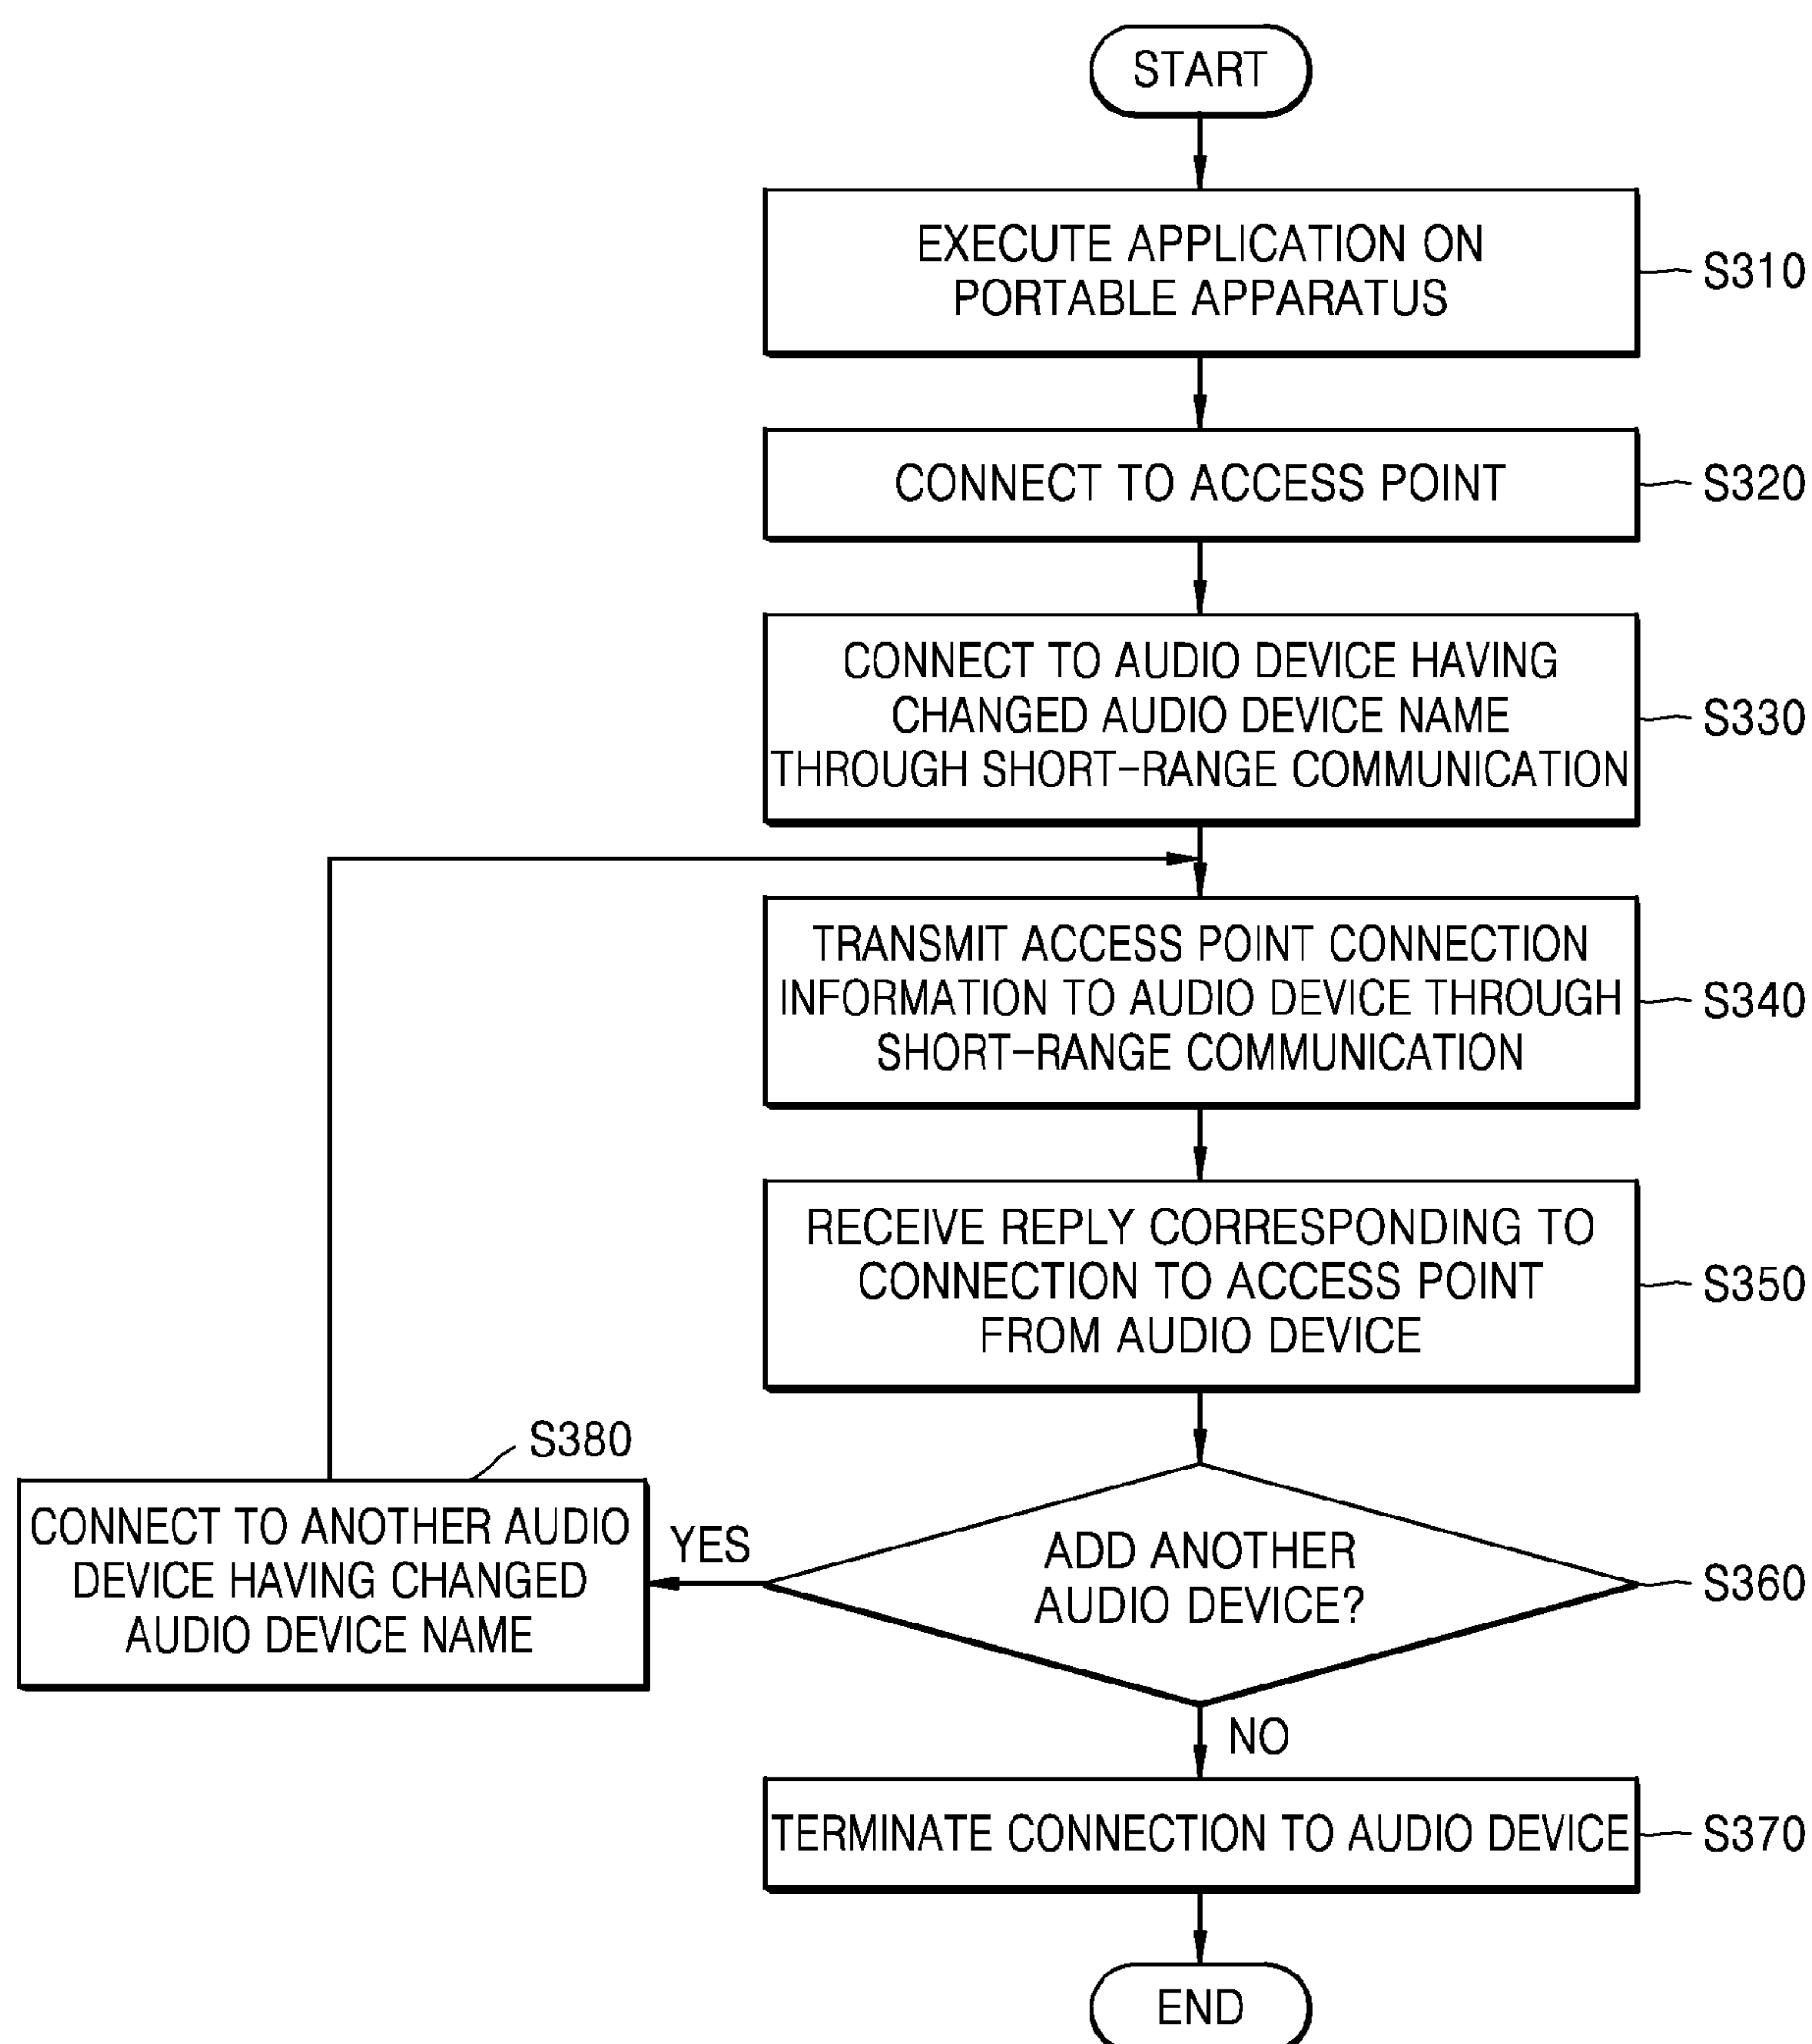 START
EXECUTE APPLICATION ON
PORTABLE APPARATUS
S310
CONNECT TO ACCESS POINT
S320
CONNECT TO AUDIO DEVICE HAVING
CHANGED AUDIO DEVICE NAME
THROUGH SHORT-RANGE COMMUNICATION
S330
TRANSMIT ACCESS POINT CONNECTION
INFORMATION TO AUDIO DEVICE THROUGH
SHORT-RANGE COMMUNICATION
S340
RECEIVE REPLY CORRESPONDING TO
CONNECTION TO ACCESS POINT
FROM AUDIO DEVICE
S350
ADD ANOTHER
AUDIO DEVICE?
S360
YES
S380
CONNECT TO ANOTHER AUDIO
DEVICE HAVING CHANGED
AUDIO DEVICE NAME
NO
TERMINATE CONNECTION TO AUDIO DEVICE
S370
END